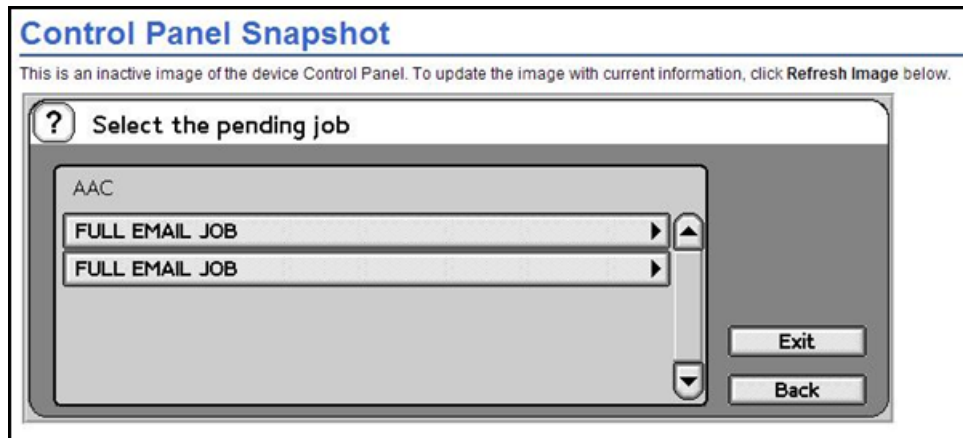 Control Panel Snapshot
This is an inactive image of the device Control Panel. To update the image with current information, click Refresh Image below.
? Select the pending job
AAC
FULL EMAIL JOB
FULL EMAIL JOB
Exit
Back